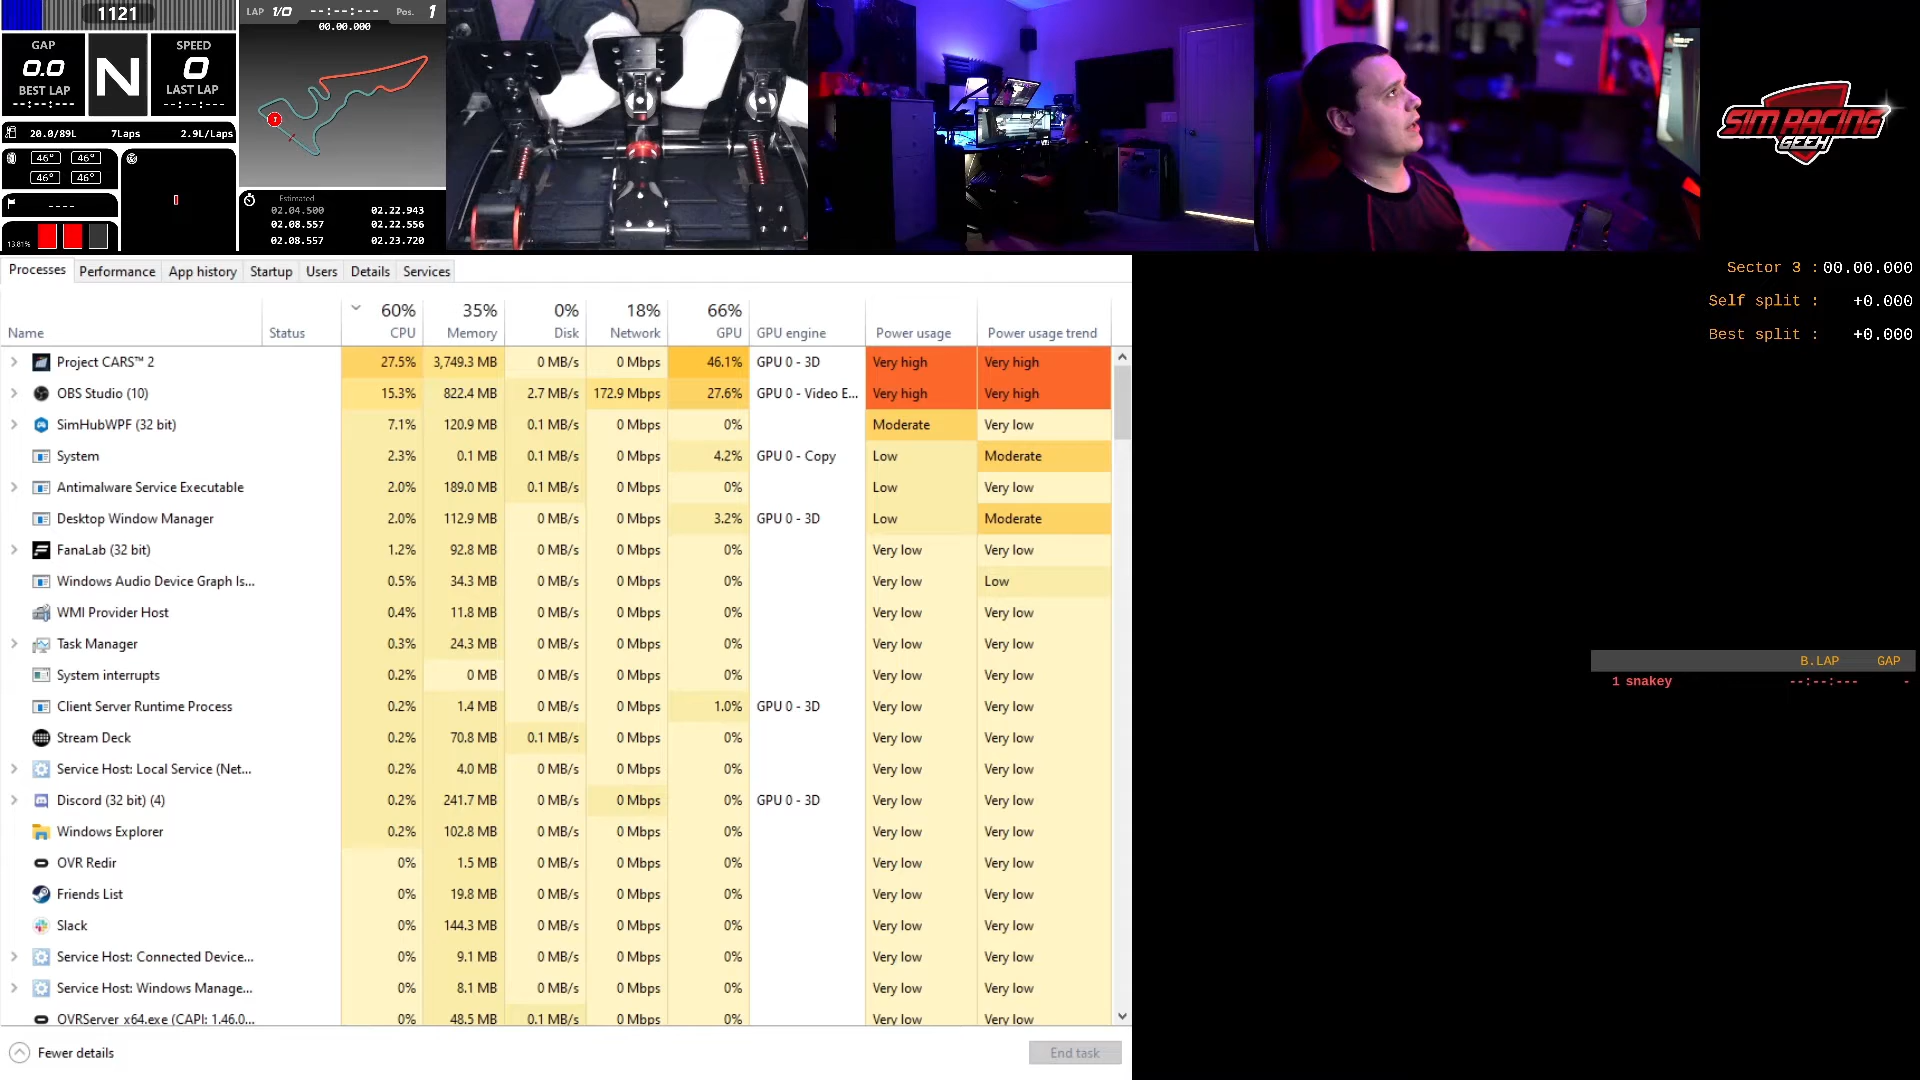 1121
GAP
0.0
BEST LAP
--:--:---
N
SPEED
0
LAST LAP
--:--:---
20.0/89L 7Laps 2.9L/Laps
46° 46°
46° 46°
----
13.81%
LAP 1/0 --:--:--- Pos. 1
00.00.000
Estimated
02.04.500 02.22.943
02.08.557 02.22.556
02.08.557 02.23.720
SIM RACING
GEEK
Processes Performance App history Startup Users Details Services
60% 35% 0% 18% 66%
Name Status CPU Memory Disk Network GPU GPU engine Power usage Power usage trend
Project CARS™ 2 27.5% 3,749.3 MB 0 MB/s 0 Mbps 46.1% GPU 0 - 3D Very high Very high
OBS Studio (10) 15.3% 822.4 MB 2.7 MB/s 172.9 Mbps 27.6% GPU 0 - Video E... Very high Very high
SimHubWPF (32 bit) 7.1% 120.9 MB 0.1 MB/s 0 Mbps 0% Moderate Very low
System 2.3% 0.1 MB 0.1 MB/s 0 Mbps 4.2% GPU 0 - Copy Low Moderate
Antimalware Service Executable 2.0% 189.0 MB 0.1 MB/s 0 Mbps 0% Low Very low
Desktop Window Manager 2.0% 112.9 MB 0 MB/s 0 Mbps 3.2% GPU 0 - 3D Low Moderate
FanaLab (32 bit) 1.2% 92.8 MB 0 MB/s 0 Mbps 0% Very low Very low
Windows Audio Device Graph Is... 0.5% 34.3 MB 0 MB/s 0 Mbps 0% Very low Low
WMI Provider Host 0.4% 11.8 MB 0 MB/s 0 Mbps 0% Very low Very low
Task Manager 0.3% 24.3 MB 0 MB/s 0 Mbps 0% Very low Very low
System interrupts 0.2% 0 MB 0 MB/s 0 Mbps 0% Very low Very low
Client Server Runtime Process 0.2% 1.4 MB 0 MB/s 0 Mbps 1.0% GPU 0 - 3D Very low Very low
Stream Deck 0.2% 70.8 MB 0.1 MB/s 0 Mbps 0% Very low Very low
Service Host: Local Service (Net... 0.2% 4.0 MB 0 MB/s 0 Mbps 0% Very low Very low
Discord (32 bit) (4) 0.2% 241.7 MB 0 MB/s 0 Mbps 0% GPU 0 - 3D Very low Very low
Windows Explorer 0.2% 102.8 MB 0 MB/s 0 Mbps 0% Very low Very low
OVR Redir 0% 1.5 MB 0 MB/s 0 Mbps 0% Very low Very low
Friends List 0% 19.8 MB 0 MB/s 0 Mbps 0% Very low Very low
Slack 0% 144.3 MB 0 MB/s 0 Mbps 0% Very low Very low
Service Host: Connected Device... 0% 9.1 MB 0 MB/s 0 Mbps 0% Very low Very low
Service Host: Windows Manage... 0% 8.1 MB 0 MB/s 0 Mbps 0% Very low Very low
OVRServer_x64.exe (CAPI: 1.46.0... 0% 48.5 MB 0.1 MB/s 0 Mbps 0% Very low Very low
Fewer details End task
Sector 3 : 00.00.000
Self split : +0.000
Best split : +0.000
B.LAP GAP
1 snakey --:--:--- -